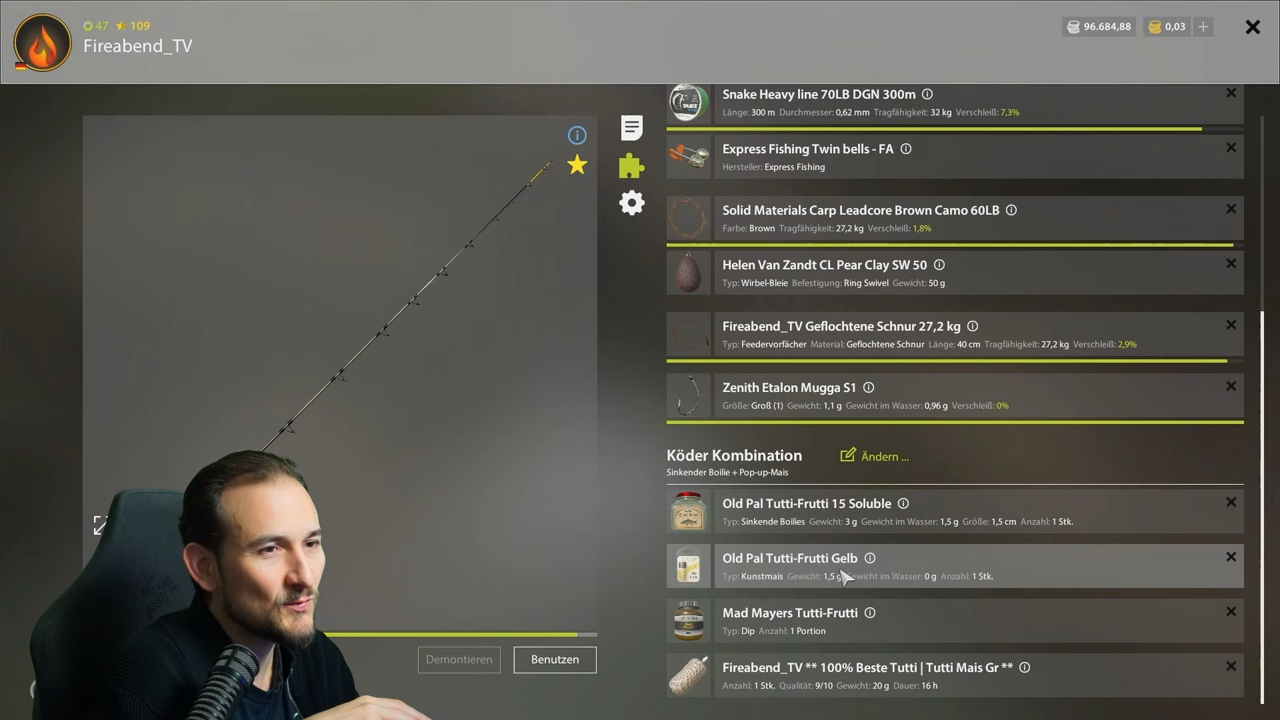 47 109
Fireabend_TV
96.684,88
0,03
Snake Heavy line 70LB DGN 300m
Länge: 300 m Durchmesser: 0,62 mm Tragfähigkeit: 32 kg Verschleiß: 7,3%
Express Fishing Twin bells - FA
Hersteller: Express Fishing
Solid Materials Carp Leadcore Brown Camo 60LB
Farbe: Brown Tragfähigkeit: 27,2 kg Verschleiß: 1,8%
Helen Van Zandt CL Pear Clay SW 50
Typ: Wirbel-Bleie Befestigung: Ring Swivel Gewicht: 50 g
Fireabend_TV Geflochtene Schnur 27,2 kg
Typ: Feedervorfächer Material: Geflochtene Schnur Länge: 40 cm Tragfähigkeit: 27,2 kg Verschleiß: 2,9%
Zenith Etalon Mugga S1
Größe: Groß (1) Gewicht: 1,1 g Gewicht im Wasser: 0,96 g Verschleiß: 0%
Köder Kombination
Ändern ...
Sinkender Boilie + Pop-up-Mais
Old Pal Tutti-Frutti 15 Soluble
Typ: Sinkende Boilies Gewicht: 3 g Gewicht im Wasser: 1,5 g Größe: 1,5 cm Anzahl: 1 Stk.
Old Pal Tutti-Frutti Gelb
Typ: Kunstmais Gewicht: 1,5 g Gewicht im Wasser: 0 g Anzahl: 1 Stk.
Mad Mayers Tutti-Frutti
Typ: Dip Anzahl: 1 Portion
Fireabend_TV ** 100% Beste Tutti | Tutti Mais Gr **
Anzahl: 1 Stk. Qualität: 9/10 Gewicht: 20 g Dauer: 16 h
Demontieren
Benutzen